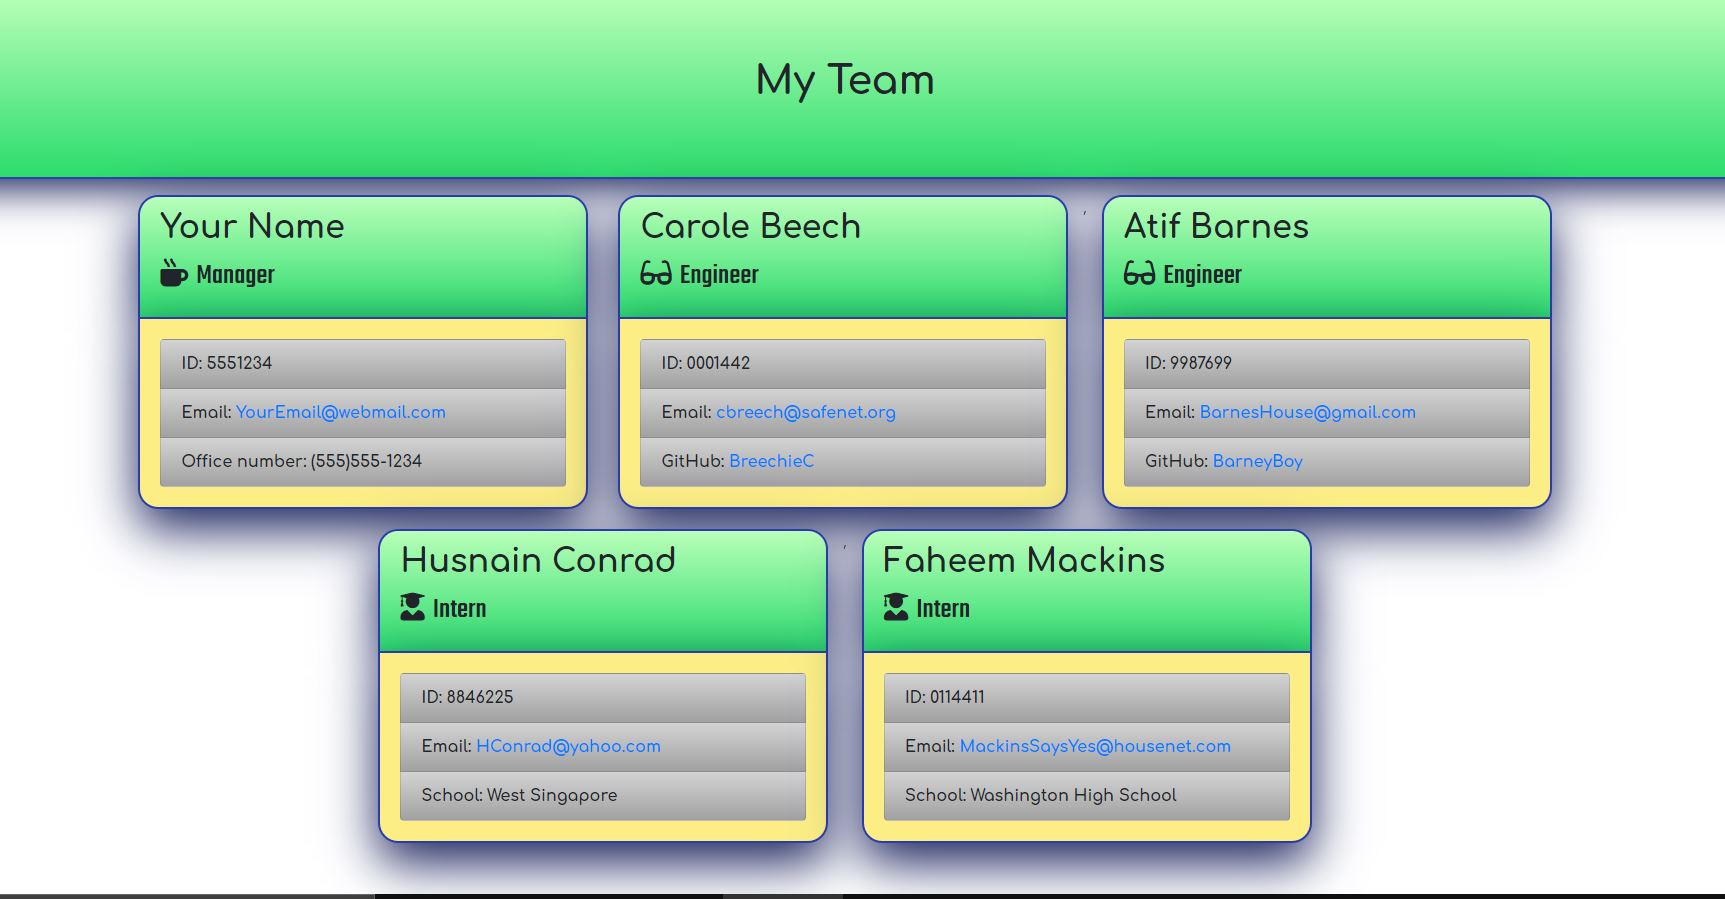 My Team
Your Name
Manager
ID: 5551234
Email: YourEmail@webmail.com
Office number: (555)555-1234
Carole Beech
Engineer
ID: 0001442
Email: cbreech@safenet.org
GitHub: BreechieC
,
Atif Barnes
Engineer
ID: 9987699
Email: BarnesHouse@gmail.com
GitHub: BarneyBoy
Husnain Conrad
Intern
ID: 8846225
Email: HConrad@yahoo.com
School: West Singapore
,
Faheem Mackins
Intern
ID: 0114411
Email: MackinsSaysYes@housenet.com
School: Washington High School